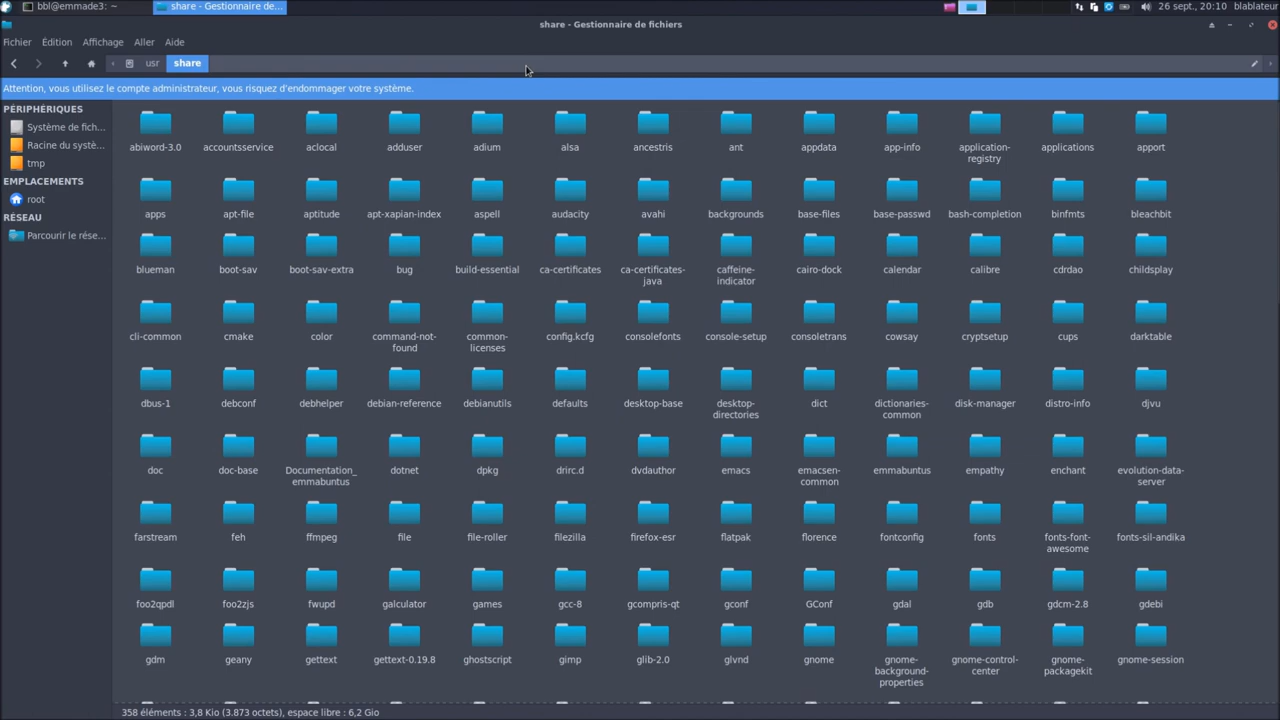 bbl@emmade3: ~
share - Gestionnaire de...
26 sept., 20:10
blablateur
share - Gestionnaire de fichiers
Fichier Édition Affichage Aller Aide
usr share
Attention, vous utilisez le compte administrateur, vous risquez d'endommager votre système.
PÉRIPHÉRIQUES
Système de fich...
Racine du systè...
tmp
EMPLACEMENTS
root
RÉSEAU
Parcourir le rése...
abiword-3.0 accountsservice aclocal adduser adium alsa ancestris ant appdata app-info application- applications apport
registry
apps apt-file aptitude apt-xapian-index aspell audacity avahi backgrounds base-files base-passwd bash-completion binfmts bleachbit
blueman boot-sav boot-sav-extra bug build-essential ca-certificates ca-certificates- caffeine- cairo-dock calendar calibre cdrdao childsplay
java indicator
cli-common cmake color command-not- common- config.kcfg consolefonts console-setup consoletrans cowsay cryptsetup cups darktable
found licenses
dbus-1 debconf debhelper debian-reference debianutils defaults desktop-base desktop- dict dictionaries- disk-manager distro-info djvu
directories common
doc doc-base Documentation_ dotnet dpkg drirc.d dvdauthor emacs emacsen- emmabuntus empathy enchant evolution-data-
emmabuntus common server
farstream feh ffmpeg file file-roller filezilla firefox-esr flatpak florence fontconfig fonts fonts-font- fonts-sil-andika
awesome
foo2qpdl foo2zjs fwupd galculator games gcc-8 gcompris-qt gconf GConf gdal gdb gdcm-2.8 gdebi
gdm geany gettext gettext-0.19.8 ghostscript gimp glib-2.0 glvnd gnome gnome- gnome-control- gnome- gnome-session
background- center packagekit
properties
358 éléments : 3,8 Kio (3.873 octets), espace libre : 6,2 Gio